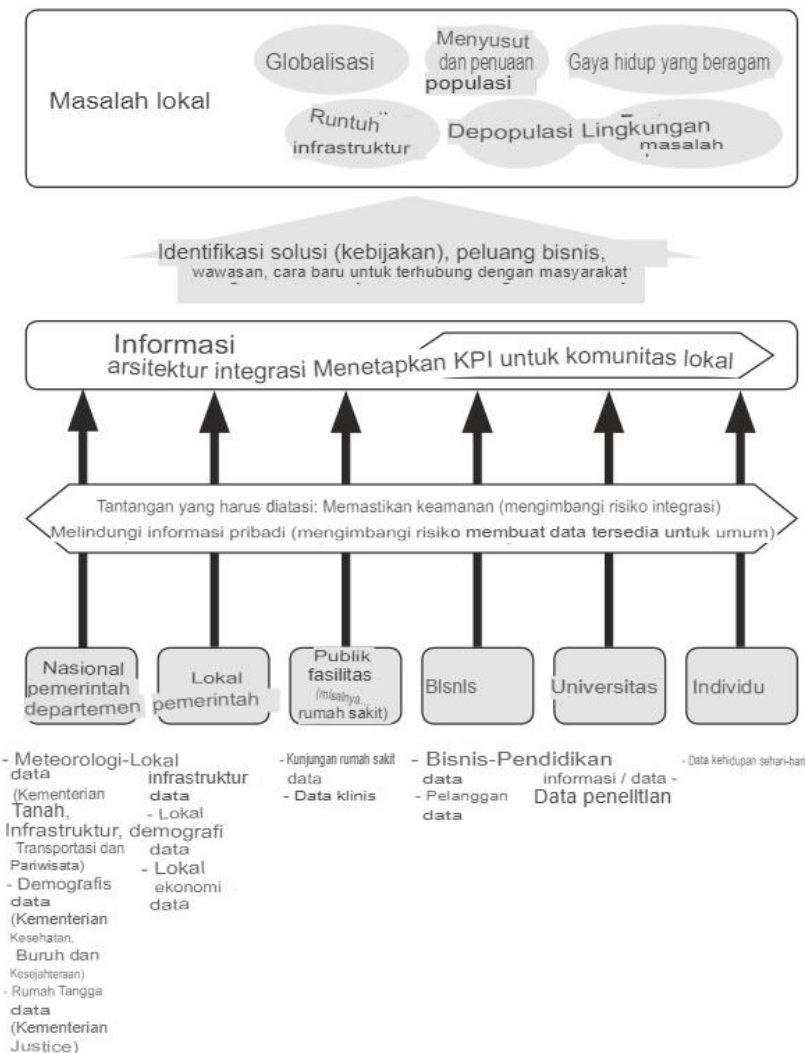 Globalisasi
Menyusut
dan penuaan
populasi
Gaya hidup yang beragam
Masalah lokal
Runtuh
infrastruktur
Depopulasi Lingkungan
masalah
Identifikasi solusi (kebijakan), peluang bisnis,
wawasan, cara baru untuk terhubung dengan masyarakat
Informasi
arsitektur integrasi Menetapkan KPI untuk komunitas lokal
Tantangan yang harus diatasi: Memastikan keamanan (mengimbangi risiko integrasi)
Melindungi informasi pribadi (mengimbangi risiko membuat data tersedia untuk umum)
Nasional
pemerintah
departemen
Lokal
pemerintah
Publik
fasilitas
(misalnya..
rumah sakit)
Bisnis
Universitas
Individu
- Meteorologi-Lokal
data
infrastruktur
(Kementerian
data
Tanah,
- Lokal
Infrastruktur, demografi
Transportasi dan
data
Pariwisata)
- Lokal
- Demografis
ekonomi
data
data
(Kementerian
Kesehatan,
Buruh dan
Kesejahteraan)
- Rumah Tangga
data
(Kementerian
Justice)
- Kunjungan rumah sakit
data
- Data klinis
- Bisnis-Pendidikan
data
informasi / data -
- Pelanggan
Data penelitian
data
- Data kehidupan sehari-hari